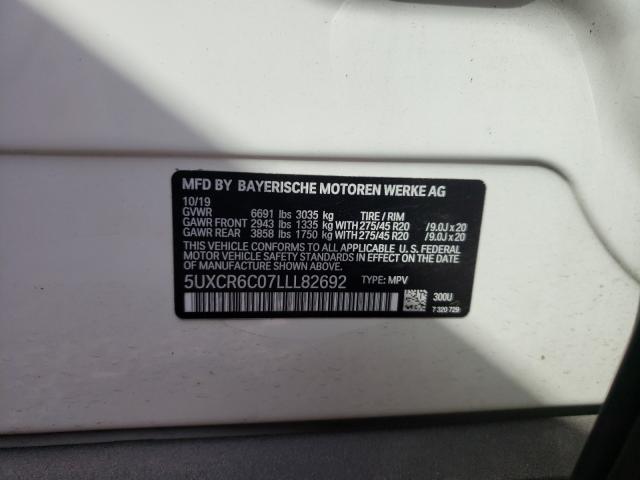 MFD BY BAYERISCHE MOTOREN WERKE AG
10/19
GVWR 6691 lbs 3035 kg TIRE / RIM
GAWR FRONT 2943 lbs 1335 kg WITH 275/45 R20 /9.0J x 20
GAWR REAR 3858 lbs 1750 kg WITH 275/45 R20 /9.0J x 20
THIS VEHICLE CONFORMS TO ALL APPLICABLE U.S. FEDERAL
MOTOR VEHICLE SAFETY STANDARDS IN EFFECT ON THE
DATE OF MANUFACTURE SHOWN ABOVE.
5UXCR6C07LLL82692 TYPE: MPV
300U
7 320 729